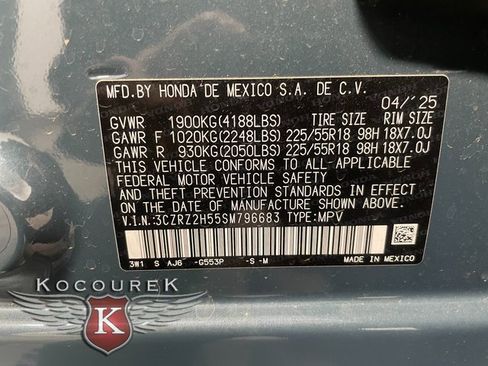 MFD. BY HONDA DE MEXICO S.A. DE C.V.
04/'25
GVWR 1900KG(4188LBS) TIRE SIZE RIM SIZE
GAWR F 1020KG(2248LBS) 225/55R18 98H 18X7.0J
GAWR R 930KG(2050LBS) 225/55R18 98H 18X7.0J
THIS VEHICLE CONFORMS TO ALL-APPLICABLE
FEDERAL MOTOR VEHICLE SAFETY
AND THEFT PREVENTION STANDARDS IN EFFECT ON
THE DATE OF MANUFACTURE SHOWN ABOVE.
V.I.N.:3CZRZ2H55SM796683 TYPE:MPV
3W1 S AJ6 -G553P -S -M MADE IN MEXICO
KOCOUREK
K